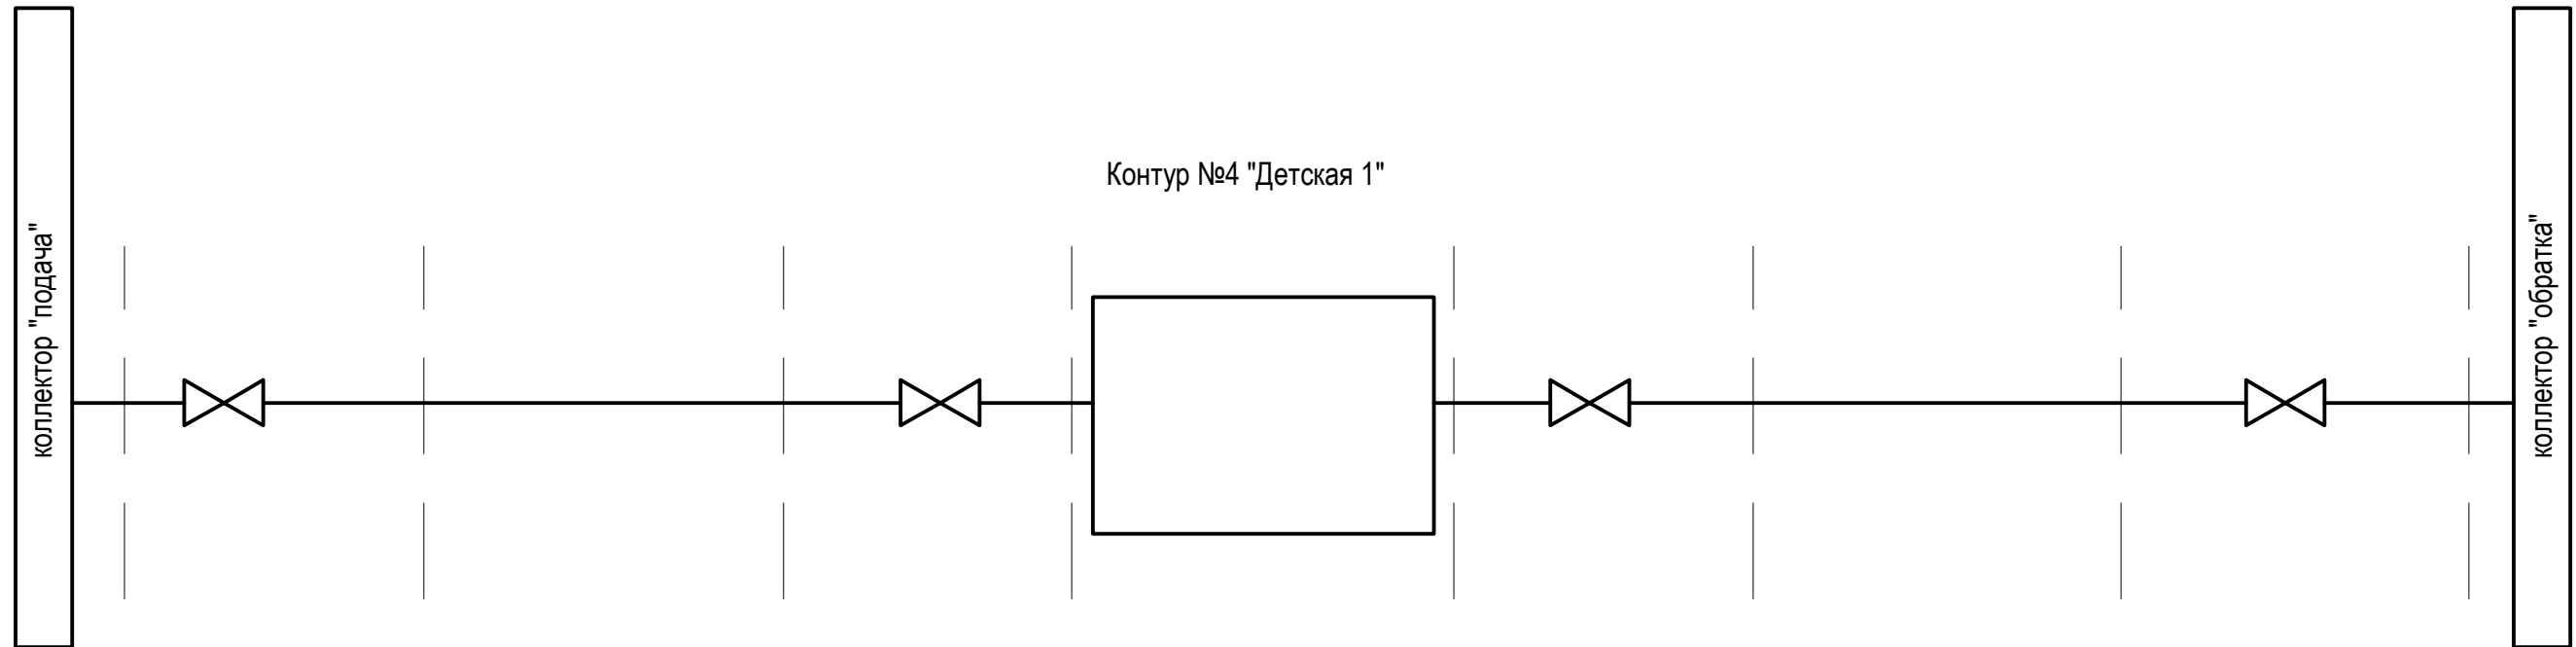 Контур №4 "Детская 1"
коллектор "подача"
коллектор "обратка"